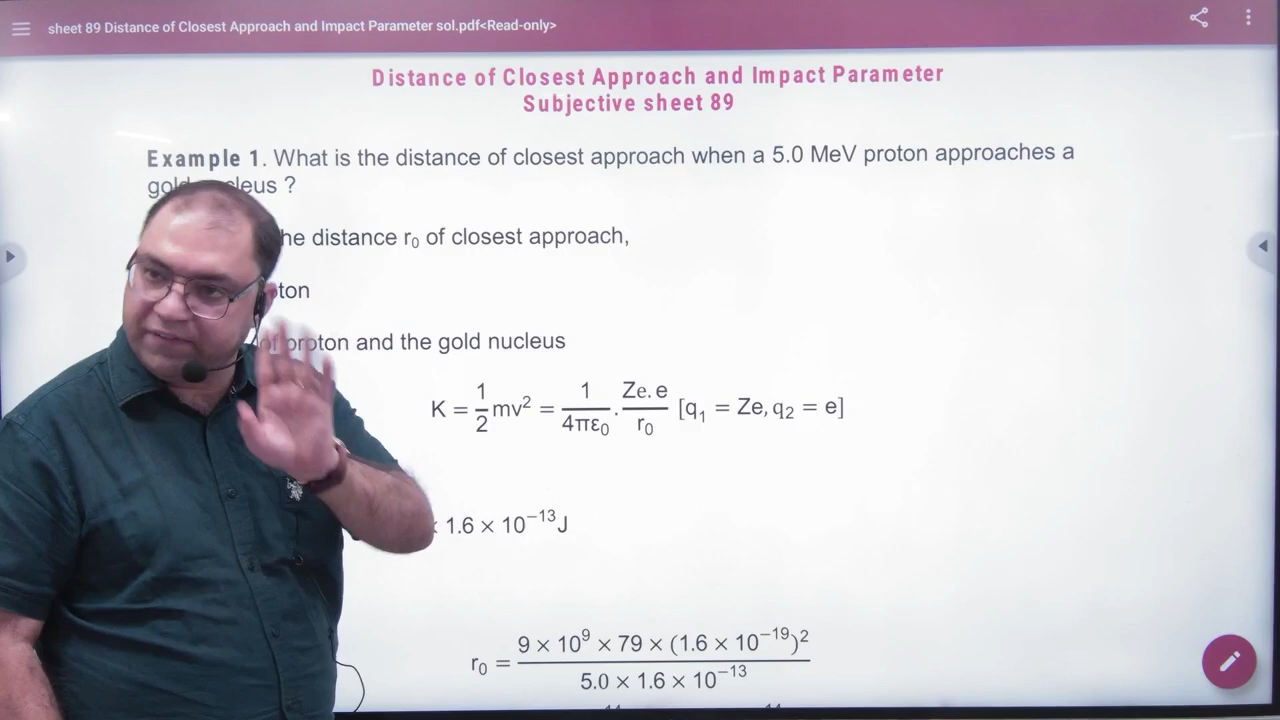 sheet 89 Distance of Closest Approach and Impact Parameter sol.pdf<Read-only>
Distance of Closest Approach and Impact Parameter
Subjective sheet 89
Example 1. What is the distance of closest approach when a 5.0 MeV proton approaches a
gold nucleus ?
he distance r₀ of closest approach,
ton
of proton and the gold nucleus
K = 1/2 mv² = 1/4πε₀ . Ze.e/r₀ [q₁ = Ze, q₂ = e]
× 1.6 × 10⁻¹³ J
r₀ = 9 × 10⁹ × 79 × (1.6 × 10⁻¹⁹)² / 5.0 × 1.6 × 10⁻¹³